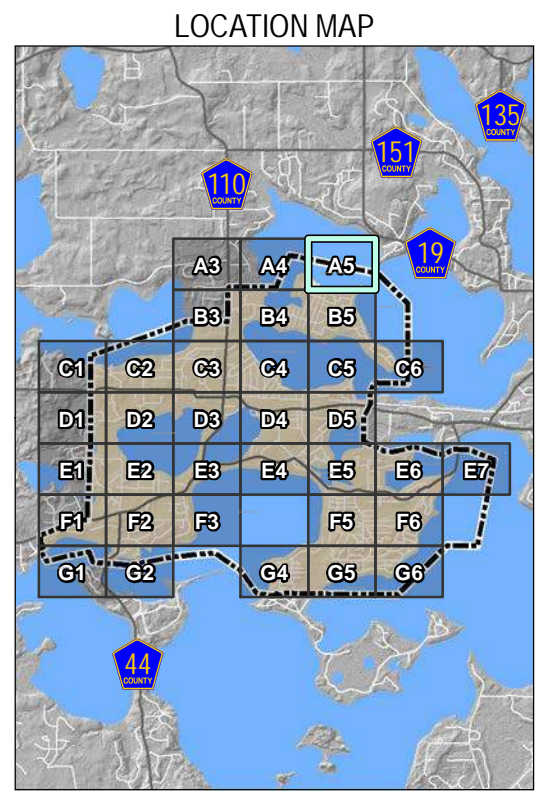 LOCATION MAP
135
COUNTY
151
COUNTY
110
COUNTY
19
COUNTY
A3 A4 A5
B3 B4 B5
C1 C2 C3 C4 C5 C6
D1 D2 D3 D4 D5
E1 E2 E3 E4 E5 E6 E7
F1 F2 F3 F5 F6
G1 G2 G4 G5 G6
44
COUNTY